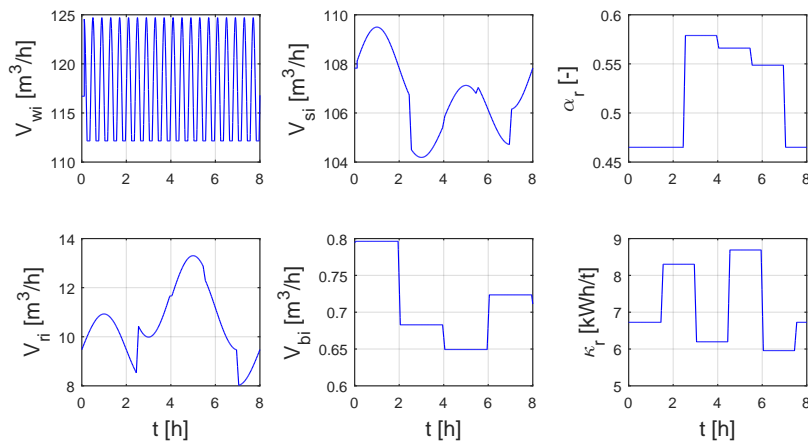 125
120
115
110
V_wi [m^3/h]
0 2 4 6 8
110
108
106
104
V_si [m^3/h]
0 2 4 6 8
0.55
0.5
0.45
α_r [-]
0 2 4 6 8
14
12
10
8
V_ri [m^3/h]
0 2 4 6 8
t [h]
0.8
0.75
0.7
0.65
0.6
V_bi [m^3/h]
0 2 4 6 8
t [h]
9
8
7
6
5
κ_r [kWh/t]
0 2 4 6 8
t [h]